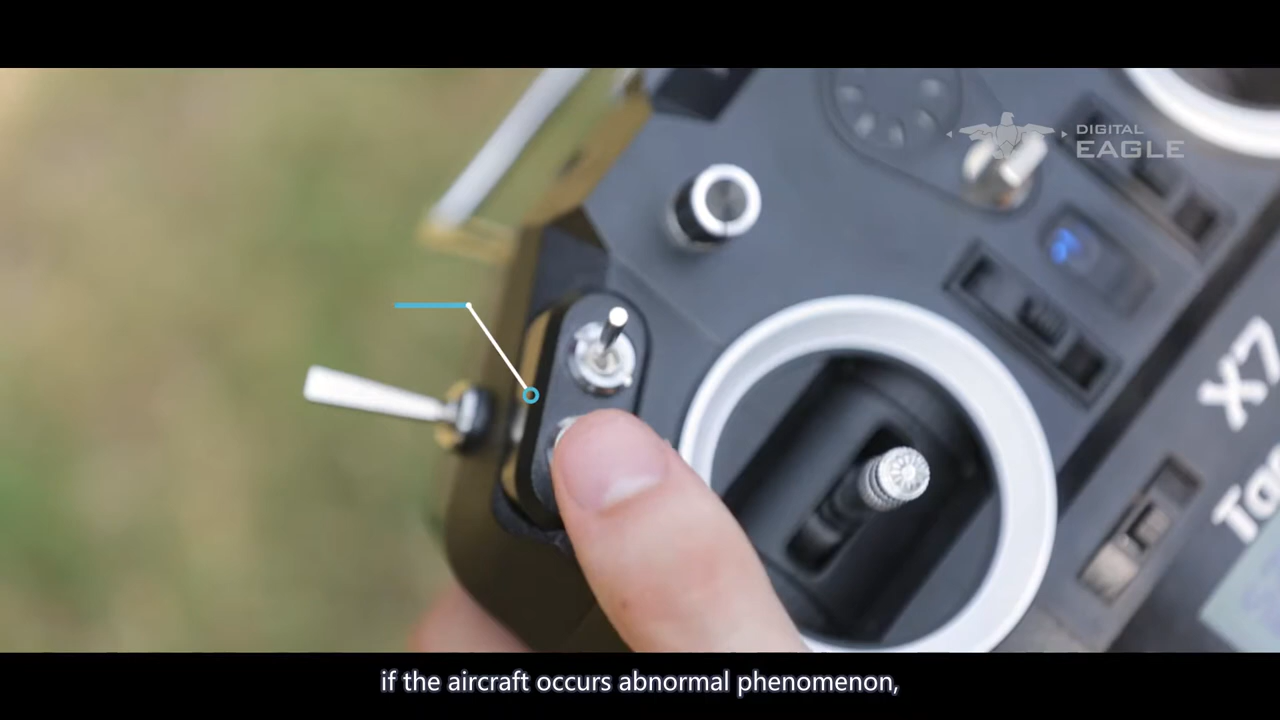 DIGITAL
EAGLE
X7
if the aircraft occurs abnormal phenomenon,